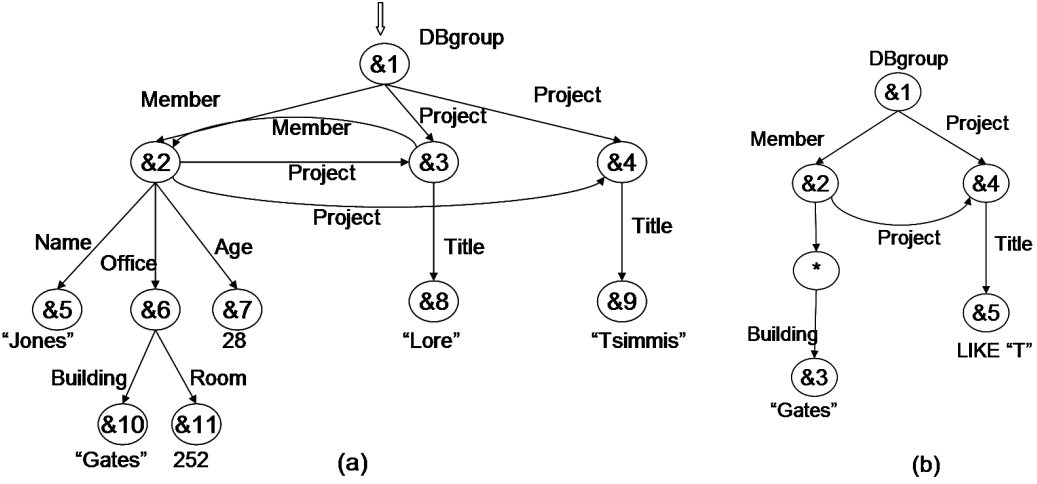 DBgroup
&1
Member
Project
Project
Member
&2
&3
&4
Project
Project
Name
Office
Age
Title
Title
&5
&6
&7
&8
&9
“Jones”
28
“Lore”
“Tsimmis”
Building
Room
&10
&11
“Gates”
252
(a)
DBgroup
&1
Member
Project
&2
&4
Project
Title
*
&5
LIKE “T”
Building
&3
“Gates”
(b)